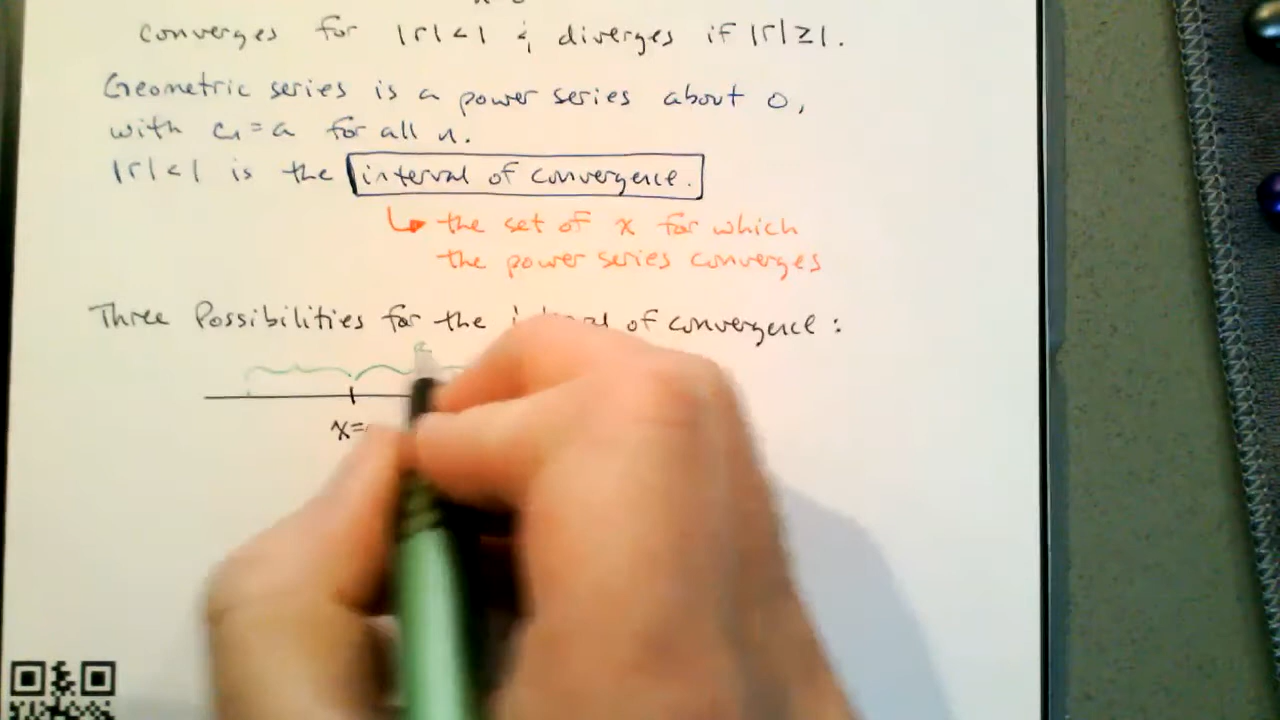 converges for |r|<1 & diverges if |r|≥1.
Geometric series is a power series about 0,
with cn=a for all n.
|r|<1 is the interval of convergence.
↳ the set of x for which
the power series converges
Three Possibilities for the of convergence:
x=